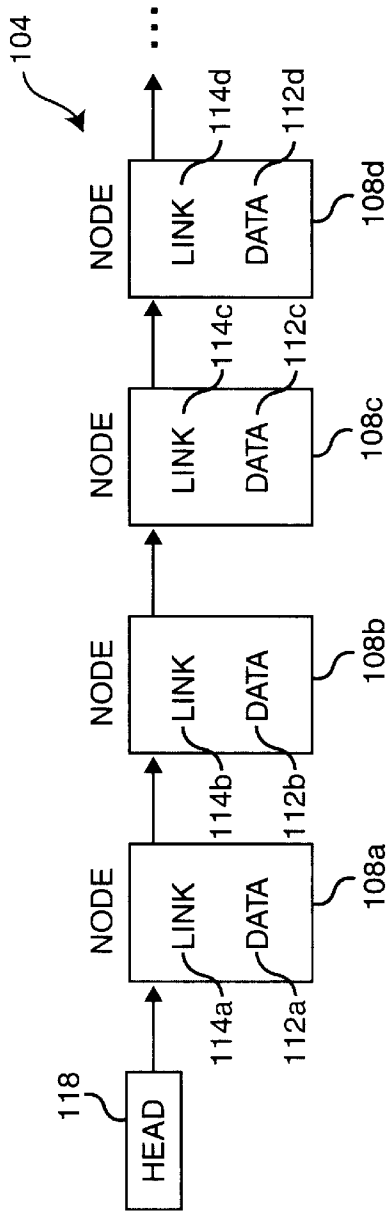 104
NODE
NODE
NODE
NODE
118
HEAD
LINK
LINK
LINK
LINK
114a
114b
114c
114d
DATA
DATA
DATA
DATA
112a
112b
112c
112d
108a
108b
108c
108d
...